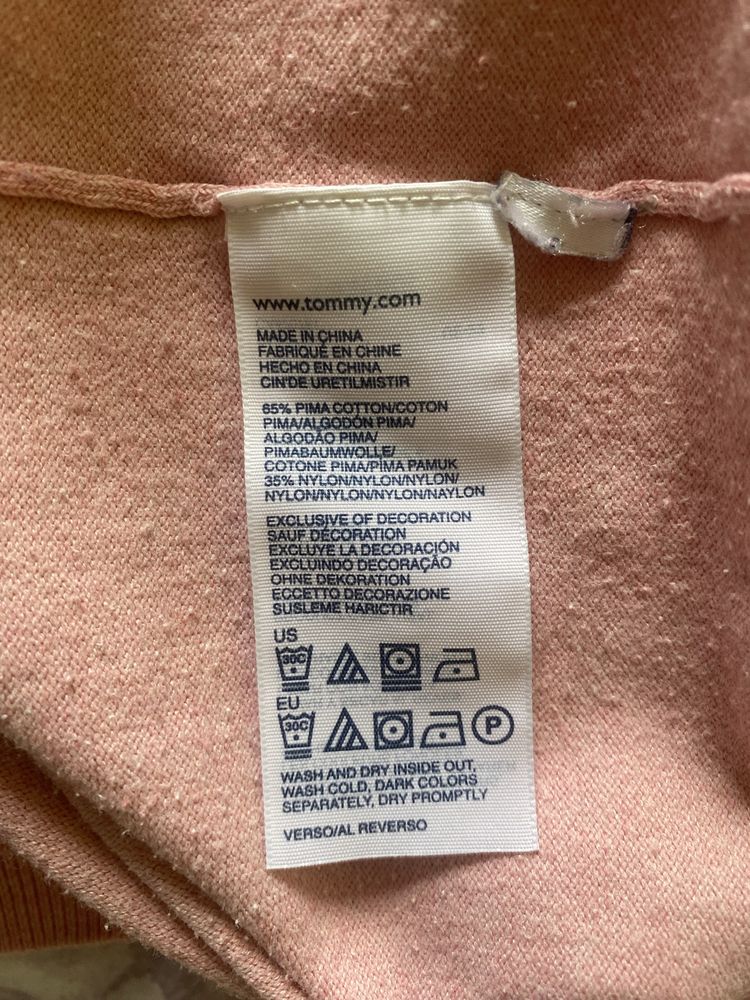 www.tommy.com
MADE IN CHINA
FABRIQUÉ EN CHINE
HECHO EN CHINA
CIN'DE URETILMISTIR
65% PIMA COTTON/COTON
PIMA/ALGODÓN PIMA/
ALGODÃO PIMA/
PIMABAUMWOLLE/
COTONE PIMA/PIMA PAMUK
35% NYLON/NYLON/NYLON/
NYLON/NYLON/NYLON/NAYLON
EXCLUSIVE OF DECORATION
SAUF DÉCORATION
EXCLUYE LA DECORACIÓN
EXCLUINDO DECORAÇÃO
OHNE DEKORATION
ECCETTO DECORAZIONE
SUSLEME HARICTIR
US
30C
EU
30C P
WASH AND DRY INSIDE OUT,
WASH COLD, DARK COLORS
SEPARATELY, DRY PROMPTLY
VERSO/AL REVERSO